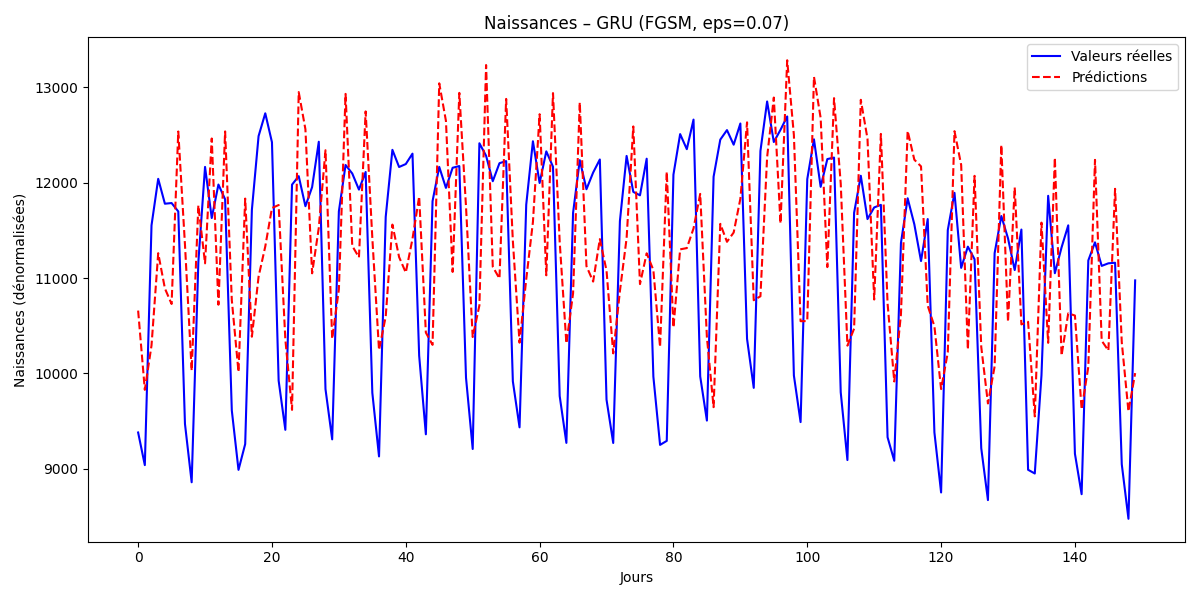 Naissances – GRU (FGSM, eps=0.07)
Valeurs réelles
Prédictions
Naissances (dénormalisées)
13000
12000
11000
10000
9000
0 20 40 60 80 100 120 140
Jours